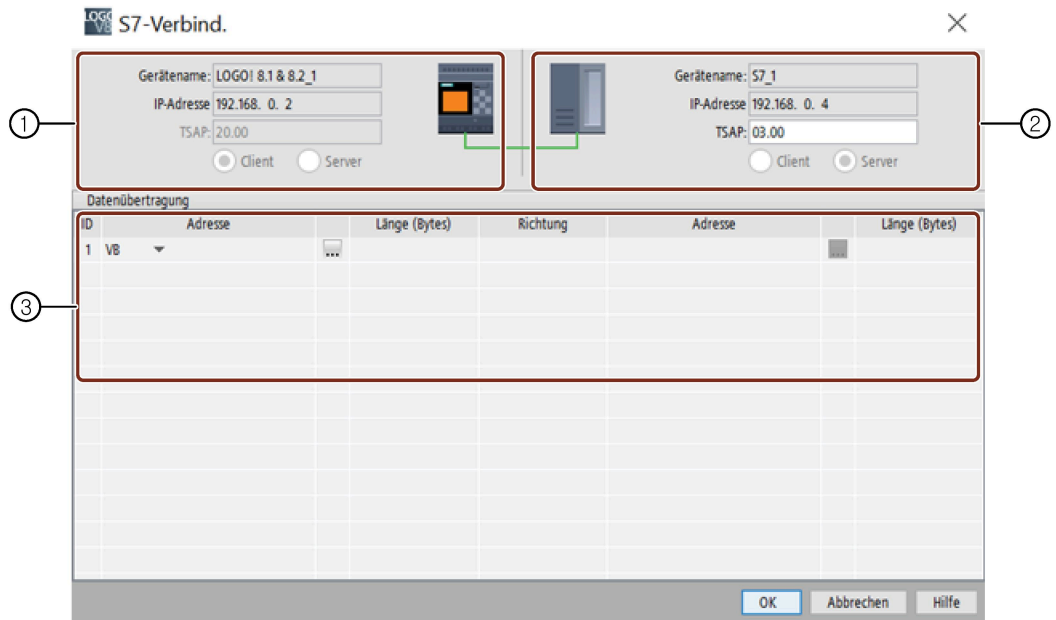 LOGO V8 S7-Verbind.
Gerätename: LOGO! 8.1 & 8.2_1
IP-Adresse 192.168. 0. 2
TSAP: 20.00
Client Server
Gerätename: S7_1
IP-Adresse 192.168. 0. 4
TSAP: 03.00
Client Server
1
2
Datenübertragung
ID Adresse Länge (Bytes) Richtung Adresse Länge (Bytes)
1 VB ... ...
3
OK Abbrechen Hilfe